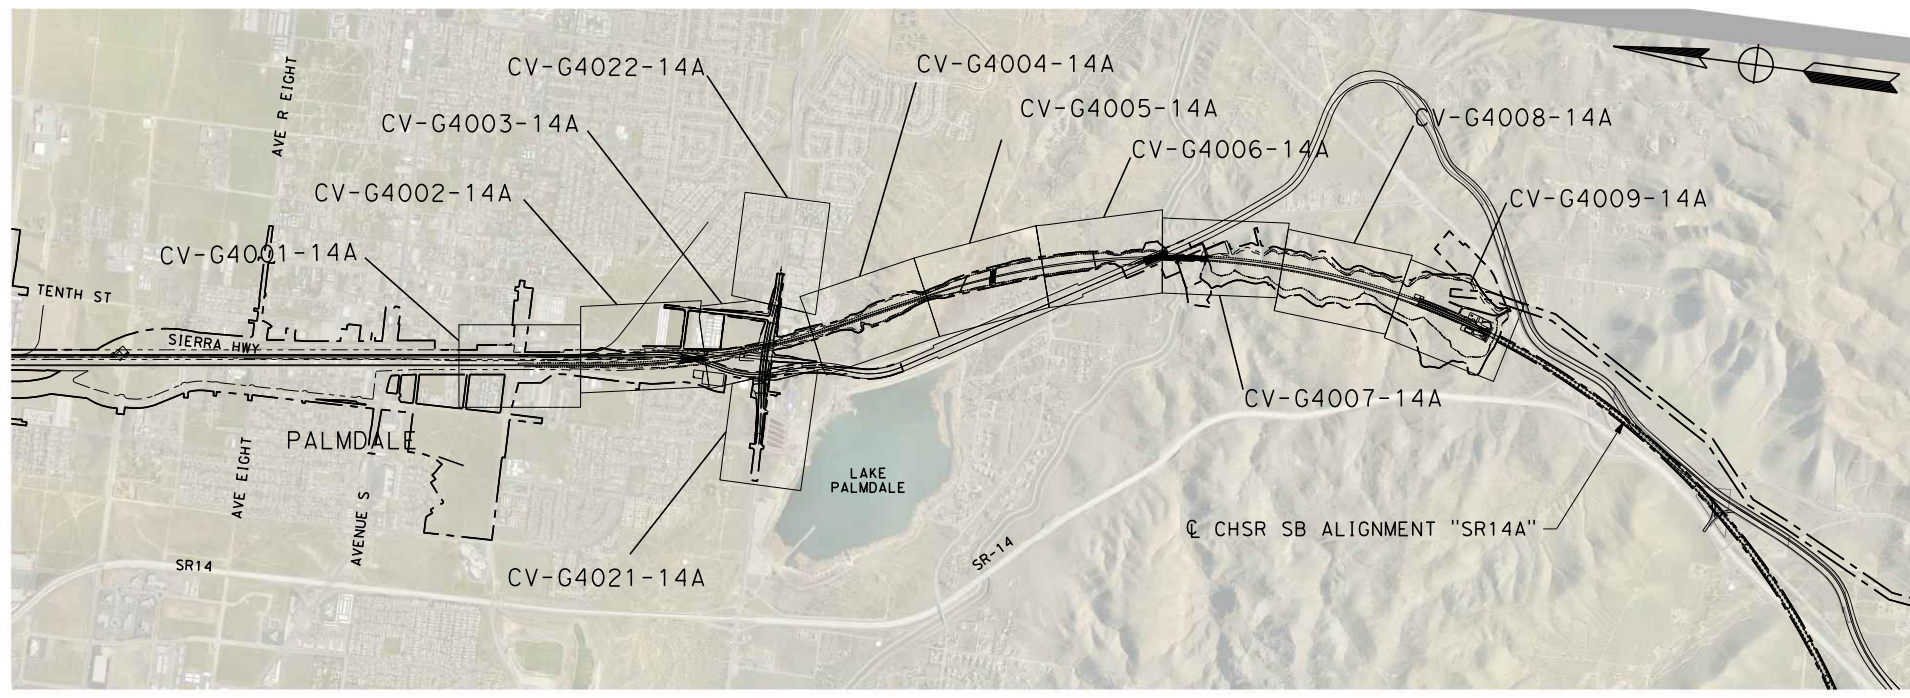 CV-G4022-14A
CV-G4004-14A
AVE R EIGHT
CV-G4003-14A
CV-G4005-14A
CV-G4008-14A
CV-G4006-14A
CV-G4002-14A
CV-G4009-14A
CV-G4001-14A
TENTH ST
SIERRA HWY
CV-G4007-14A
PALMDALE
AVE EIGHT
AVENUE S
LAKE
PALMDALE
℄ CHSR SB ALIGNMENT "SR14A"
SR-14
SR14
CV-G4021-14A